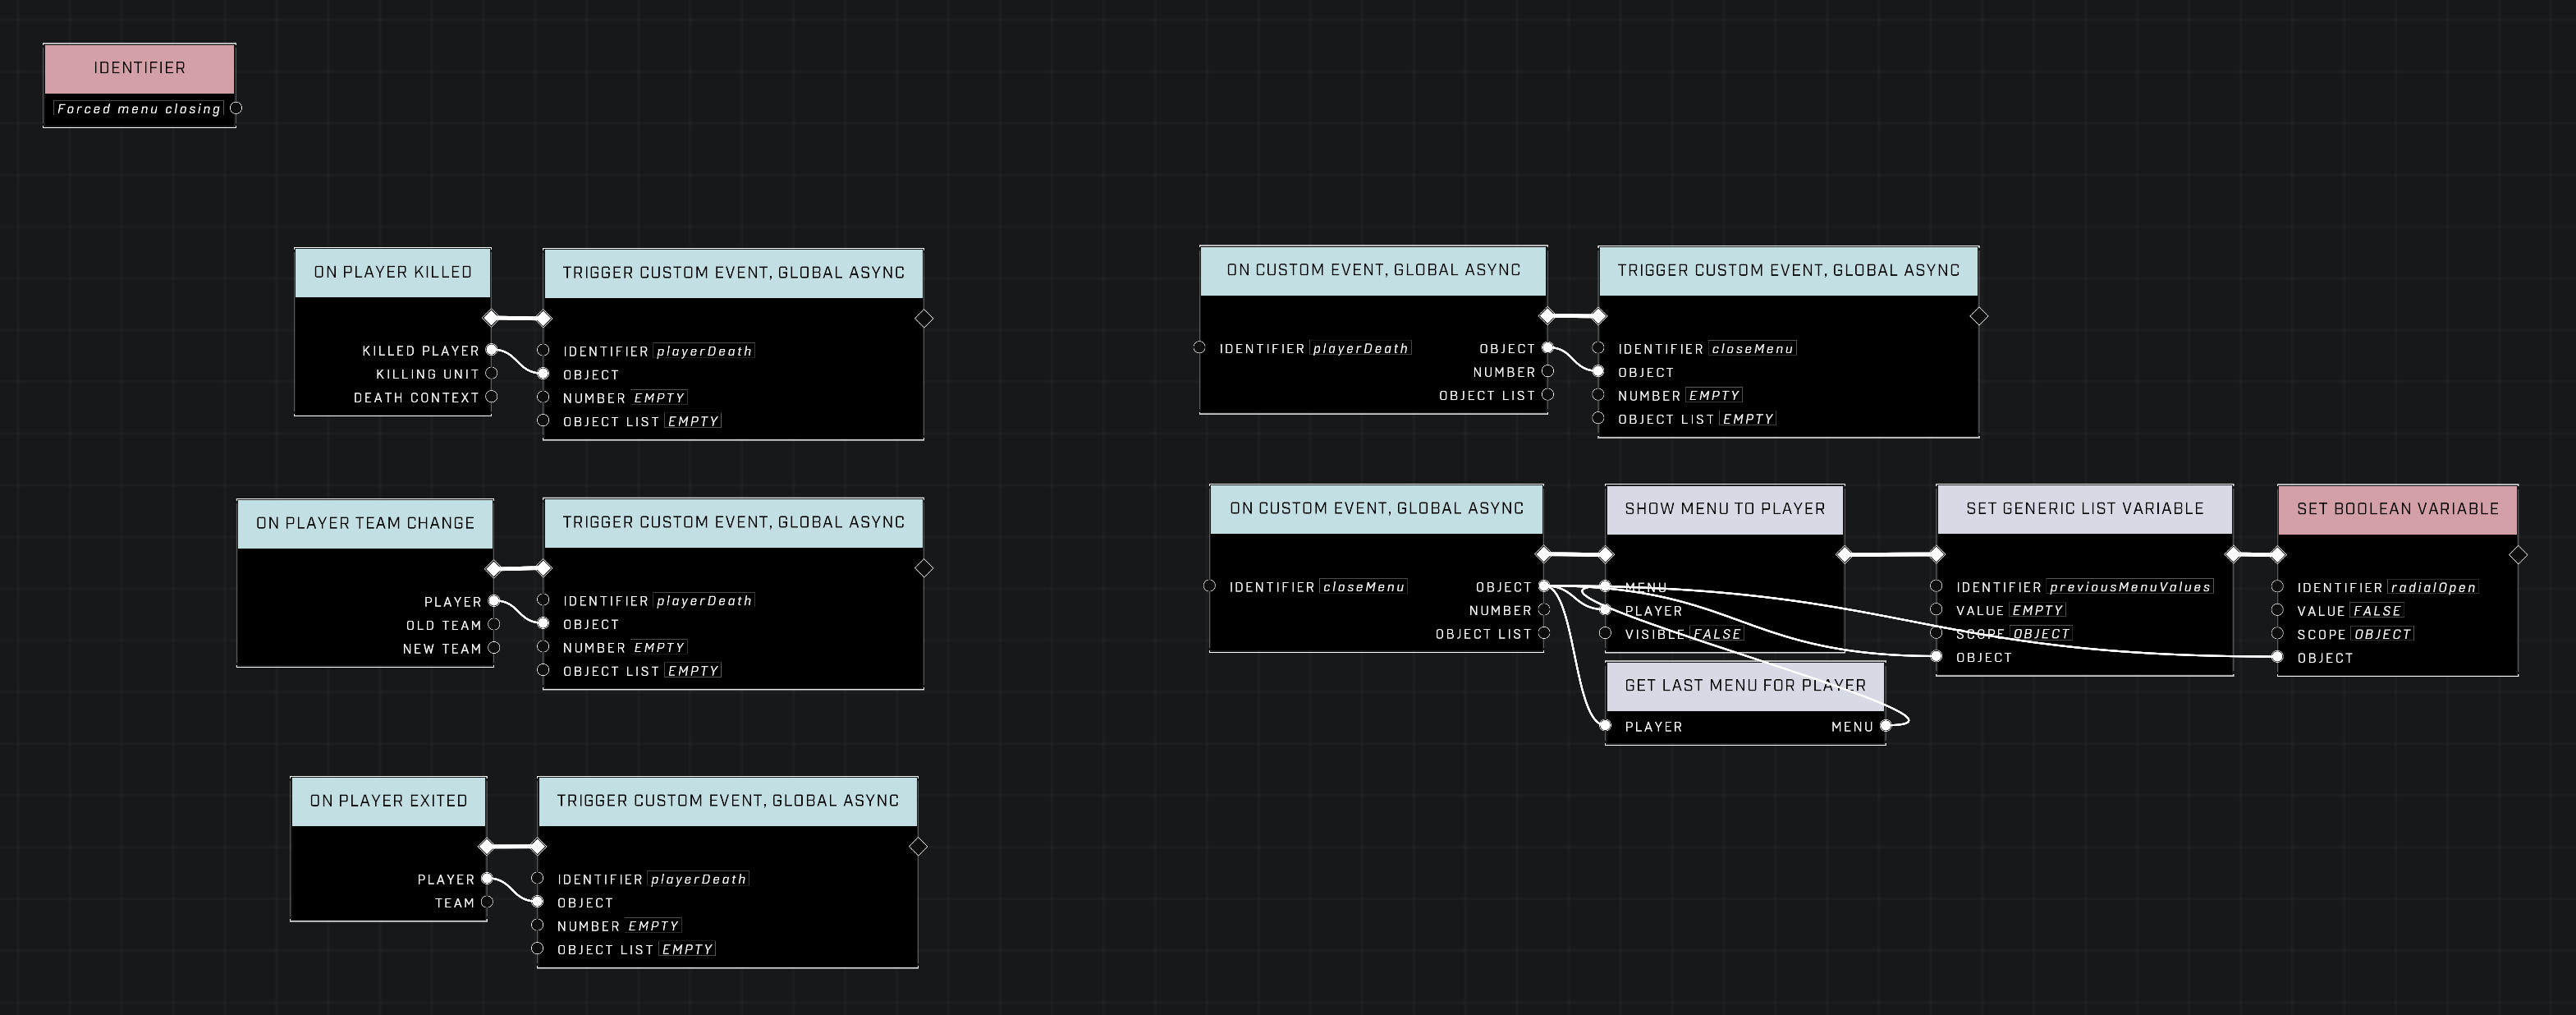 IDENTIFIER
Forced menu closing
ON PLAYER KILLED
KILLED PLAYER
KILLING UNIT
DEATH CONTEXT
TRIGGER CUSTOM EVENT, GLOBAL ASYNC
IDENTIFIER playerDeath
OBJECT
NUMBER EMPTY
OBJECT LIST EMPTY
ON PLAYER TEAM CHANGE
PLAYER
OLD TEAM
NEW TEAM
TRIGGER CUSTOM EVENT, GLOBAL ASYNC
IDENTIFIER playerDeath
OBJECT
NUMBER EMPTY
OBJECT LIST EMPTY
ON PLAYER EXITED
PLAYER
TEAM
TRIGGER CUSTOM EVENT, GLOBAL ASYNC
IDENTIFIER playerDeath
OBJECT
NUMBER EMPTY
OBJECT LIST EMPTY
ON CUSTOM EVENT, GLOBAL ASYNC
IDENTIFIER playerDeath OBJECT
NUMBER
OBJECT LIST
TRIGGER CUSTOM EVENT, GLOBAL ASYNC
IDENTIFIER closeMenu
OBJECT
NUMBER EMPTY
OBJECT LIST EMPTY
ON CUSTOM EVENT, GLOBAL ASYNC
IDENTIFIER closeMenu OBJECT
NUMBER
OBJECT LIST
SHOW MENU TO PLAYER
MENU
PLAYER
VISIBLE FALSE
GET LAST MENU FOR PLAYER
PLAYER MENU
SET GENERIC LIST VARIABLE
IDENTIFIER previousMenuValues
VALUE EMPTY
SCOPE OBJECT
OBJECT
SET BOOLEAN VARIABLE
IDENTIFIER radialOpen
VALUE FALSE
SCOPE OBJECT
OBJECT